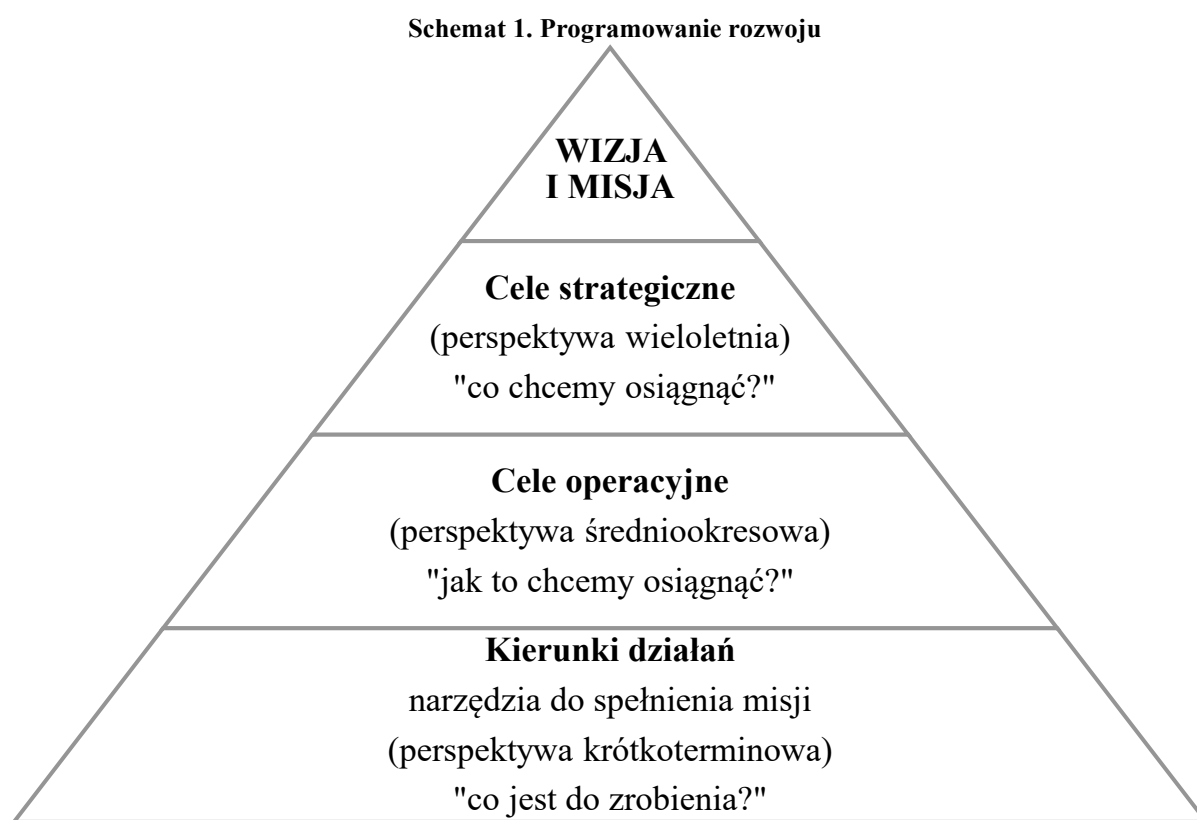 Schemat 1. Programowanie rozwoju
WIZJA
I MISJA
Cele strategiczne
(perspektywa wieloletnia)
"co chcemy osiągnąć?"
Cele operacyjne
(perspektywa średniookresowa)
"jak to chcemy osiągnąć?"
Kierunki działań
narzędzia do spełnienia misji
(perspektywa krótkoterminowa)
"co jest do zrobienia?"